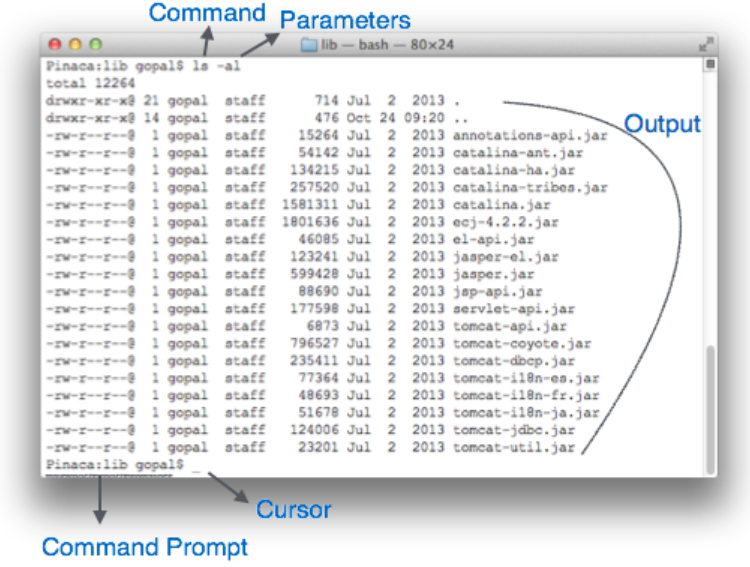 Command Parameters
lib — bash — 80×24
Pinaca:lib gopal$ ls -al
total 12264
drwxr-xr-x@ 21 gopal staff 714 Jul 2 2013 .
drwxr-xr-x@ 14 gopal staff 476 Oct 24 09:20 ..
Output
-rw-r--r--@ 1 gopal staff 15264 Jul 2 2013 annotations-api.jar
-rw-r--r--@ 1 gopal staff 54142 Jul 2 2013 catalina-ant.jar
-rw-r--r--@ 1 gopal staff 134215 Jul 2 2013 catalina-ha.jar
-rw-r--r--@ 1 gopal staff 257520 Jul 2 2013 catalina-tribes.jar
-rw-r--r--@ 1 gopal staff 1581311 Jul 2 2013 catalina.jar
-rw-r--r--@ 1 gopal staff 1801636 Jul 2 2013 ecj-4.2.2.jar
-rw-r--r--@ 1 gopal staff 46085 Jul 2 2013 el-api.jar
-rw-r--r--@ 1 gopal staff 123241 Jul 2 2013 jasper-el.jar
-rw-r--r--@ 1 gopal staff 599428 Jul 2 2013 jasper.jar
-rw-r--r--@ 1 gopal staff 88690 Jul 2 2013 jsp-api.jar
-rw-r--r--@ 1 gopal staff 177598 Jul 2 2013 servlet-api.jar
-rw-r--r--@ 1 gopal staff 6873 Jul 2 2013 tomcat-api.jar
-rw-r--r--@ 1 gopal staff 796527 Jul 2 2013 tomcat-coyote.jar
-rw-r--r--@ 1 gopal staff 235411 Jul 2 2013 tomcat-dbcp.jar
-rw-r--r--@ 1 gopal staff 77364 Jul 2 2013 tomcat-i18n-es.jar
-rw-r--r--@ 1 gopal staff 48693 Jul 2 2013 tomcat-i18n-fr.jar
-rw-r--r--@ 1 gopal staff 51678 Jul 2 2013 tomcat-i18n-ja.jar
-rw-r--r--@ 1 gopal staff 124006 Jul 2 2013 tomcat-jdbc.jar
-rw-r--r--@ 1 gopal staff 23201 Jul 2 2013 tomcat-util.jar
Pinaca:lib gopal$ _
Cursor
Command Prompt